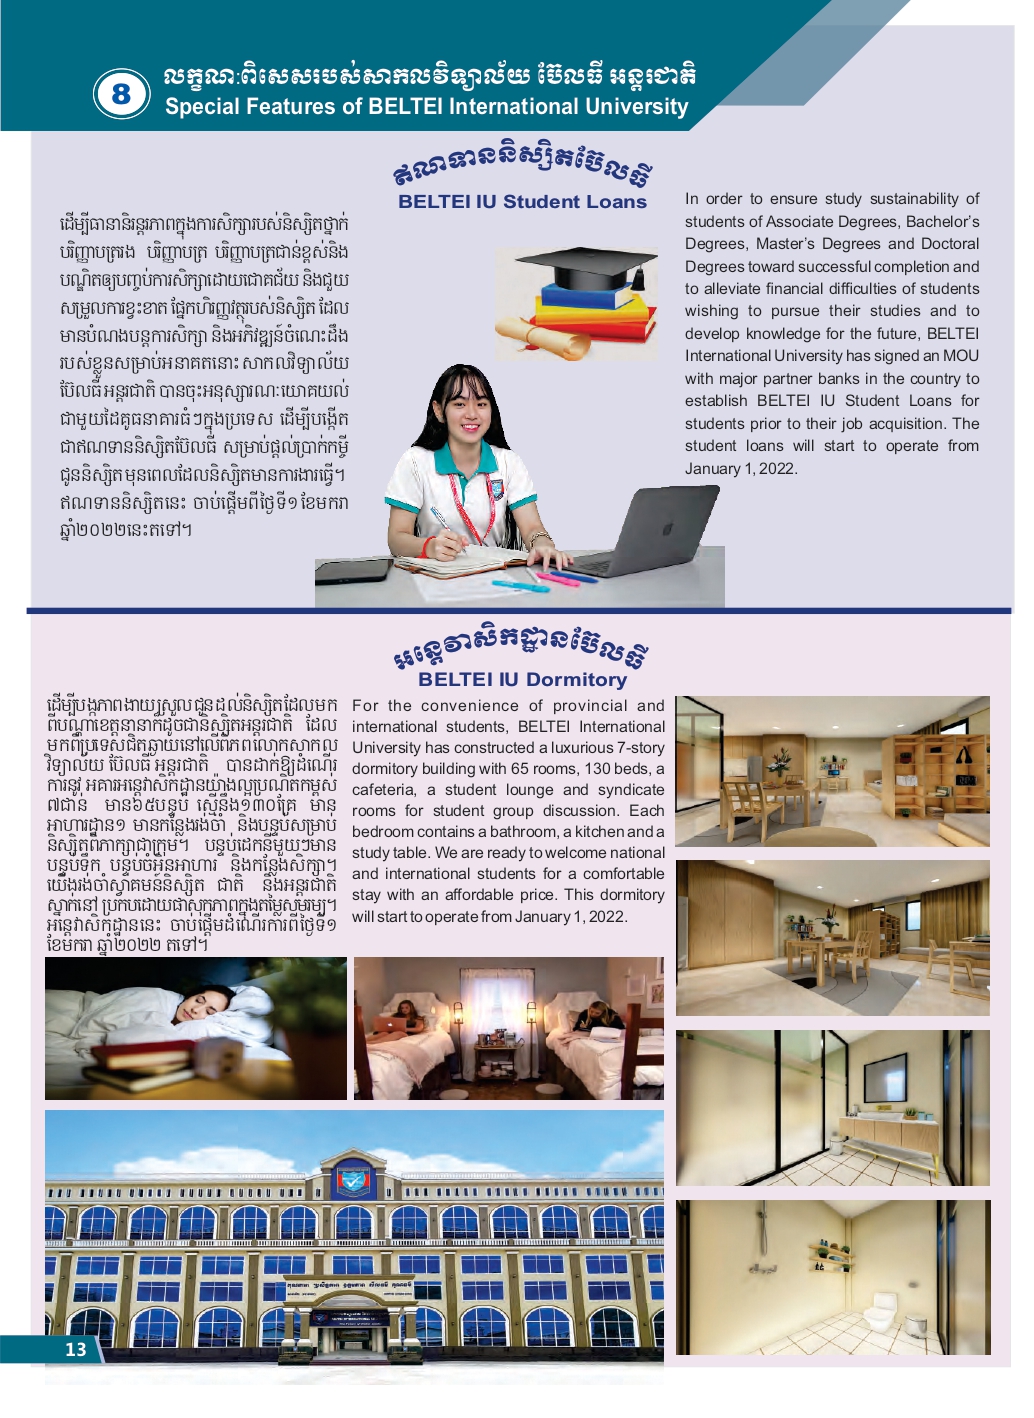 8
លក្ខណៈពិសេសរបស់សាកលវិទ្យាល័យ ប៊ែលធី អន្តរជាតិ
Special Features of BELTEI International University
ឥណទាននិស្សិតប៊ែលធី
BELTEI IU Student Loans
ដើម្បីធានានិរន្តរភាពក្នុងការសិក្សារបស់និស្សិតថ្នាក់
បរិញ្ញាបត្ររង បរិញ្ញាបត្រ បរិញ្ញាបត្រជាន់ខ្ពស់និង
បណ្ឌិតឲ្យបញ្ចប់ការសិក្សាដោយជោគជ័យ និងជួយ
សម្រួលការខ្វះខាត ផ្នែកហិរញ្ញវត្ថុរបស់និស្សិត ដែល
មានបំណងបន្តការសិក្សា និងអភិវឌ្ឍន៍ចំណេះដឹង
របស់ខ្លួនសម្រាប់អនាគតនោះ សាកលវិទ្យាល័យ
ប៊ែលធី អន្តរជាតិ បានចុះអនុស្សារណៈយោគយល់
ជាមួយដៃគូធនាគារធំៗក្នុងប្រទេស ដើម្បីបង្កើត
ជាឥណទាននិស្សិតប៊ែលធី សម្រាប់ផ្តល់ប្រាក់កម្ចី
ជូននិស្សិត មុនពេលដែលនិស្សិតមានការងារធ្វើ។
ឥណទាននិស្សិតនេះ ចាប់ផ្តើមពីថ្ងៃទី១ ខែមករា
ឆ្នាំ២០២២នេះតទៅ។
In order to ensure study sustainability of
students of Associate Degrees, Bachelor's
Degrees, Master's Degrees and Doctoral
Degrees toward successful completion and
to alleviate financial difficulties of students
wishing to pursue their studies and to
develop knowledge for the future, BELTEI
International University has signed an MOU
with major partner banks in the country to
establish BELTEI IU Student Loans for
students prior to their job acquisition. The
student loans will start to operate from
January 1, 2022.
អន្តេវាសិកដ្ឋានប៊ែលធី
BELTEI IU Dormitory
ដើម្បីបង្កភាពងាយស្រួលជូនដល់និស្សិតដែលមក
ពីបណ្តាខេត្តនានាក៏ដូចជានិស្សិតអន្តរជាតិ ដែល
មកពីប្រទេសជិតឆ្ងាយនៅលើពិភពលោកសាកល
វិទ្យាល័យ ប៊ែលធី អន្តរជាតិ បានដាក់ឱ្យដំណើរ
ការនូវ អគារអន្តេវាសិកដ្ឋានយ៉ាងល្អប្រណិតកម្ពស់
៧ជាន់ មាន៦៥បន្ទប់ ស្មើនឹង១៣០គ្រែ មាន
អាហារដ្ឋាន១ មានកន្លែងរង់ចាំ និងបន្ទប់សម្រាប់
និស្សិតពិភាក្សាជាក្រុម។ បន្ទប់ដេកនីមួយៗមាន
បន្ទប់ទឹក បន្ទប់ចំអិនអាហារ និងកន្លែងសិក្សា។
យើងរង់ចាំស្វាគមន៍និស្សិត ជាតិ និងអន្តរជាតិ
ស្នាក់នៅ ប្រកបដោយផាសុកភាពក្នុងតម្លៃសមរម្យ។
អន្តេវាសិកដ្ឋាននេះ ចាប់ផ្តើមដំណើរការពីថ្ងៃទី១
ខែមករា ឆ្នាំ២០២២ តទៅ។
For the convenience of provincial and
international students, BELTEI International
University has constructed a luxurious 7-story
dormitory building with 65 rooms, 130 beds, a
cafeteria, a student lounge and syndicate
rooms for student group discussion. Each
bedroom contains a bathroom, a kitchen and a
study table. We are ready to welcome national
and international students for a comfortable
stay with an affordable price. This dormitory
will start to operate from January 1, 2022.
13